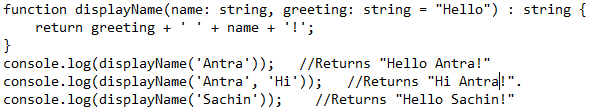 function displayName(name: string, greeting: string = "Hello") : string {
    return greeting + ' ' + name + '!';
}
console.log(displayName('Antra'));   //Returns "Hello Antra!"
console.log(displayName('Antra', 'Hi'));   //Returns "Hi Antra!".
console.log(displayName('Sachin'));    //Returns "Hello Sachin!"